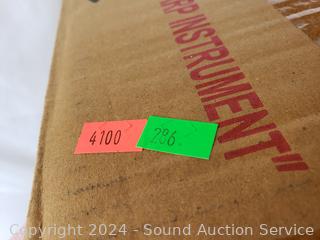 RP INSTRUMENT"
4100
286
Copyright 2024 - Sound Auction Service